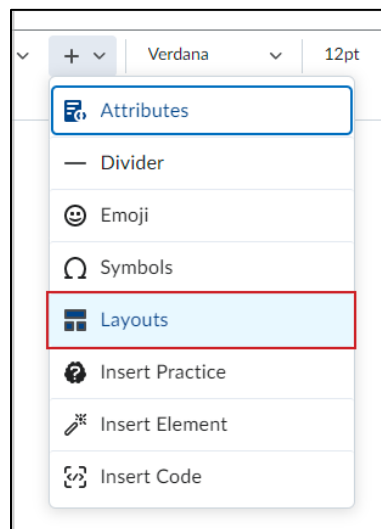 Verdana 12pt
Attributes
Divider
Emoji
Symbols
Layouts
Insert Practice
Insert Element
Insert Code